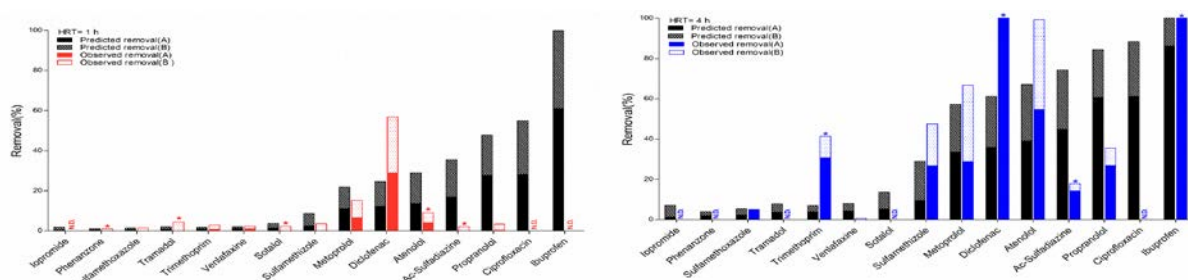 HRT= 1 h
Predicted removal(A)
Predicted removal(B)
Observed removal(A)
Observed removal(B )
Removal(%)
100
80
60
40
20
0
Iopromide
Phenanzone
ulfamethoxazole
Tramadol
Trimethoprim
Venlafaxine
Sotalol
Sulfamethizole
Metoprolol
Diclofenac
Atenolol
Ac-Sulfadiazine
Propranolol
Ciprofloxacin
Ibuprofen
HRT= 4 h
Predicted removal(A)
Predicted removal(B)
Observed removal(A)
Observed removal(B)
Removal(%)
100
80
60
40
20
0
Iopromide
Phenanzone
Sulfamethoxazole
Tramadol
Trimethoprim
Venlafaxine
Sotalol
Sulfamethizole
Metoprolol
Diclofenac
Atenolol
Ac-Sulfadiazine
Propranolol
Ciprofloxacin
Ibuprofen